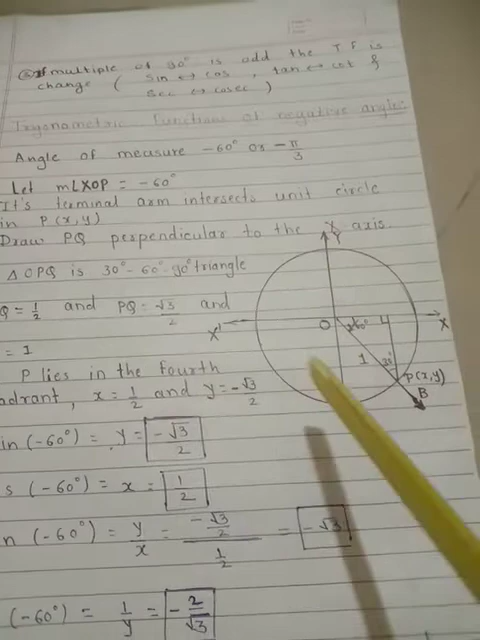 If multiple of 90° is odd the T.F is
change ( sin ↔ cos , tan ↔ cot &
sec ↔ cosec )
Trigonometric functions of negative angles
Angle of measure -60° or -π/3
Let m∠XOP = -60°
It's terminal arm intersects unit circle
in P(x,y)
Draw PQ perpendicular to the X axis
△ OPQ is 30°-60°-90° triangle
Q = 1/2 and PQ = √3/2 and
= 1
P lies in the fourth
adrant, x = 1/2 and y = -√3/2
in (-60°) = y = -√3/2
s (-60°) = x = 1/2
n (-60°) = y/x = (-√3/2)/(1/2) = -√3
(-60°) = 1/y = -2/√3
Y
X'
O
60°
X
1
30°
P(x,y)
B